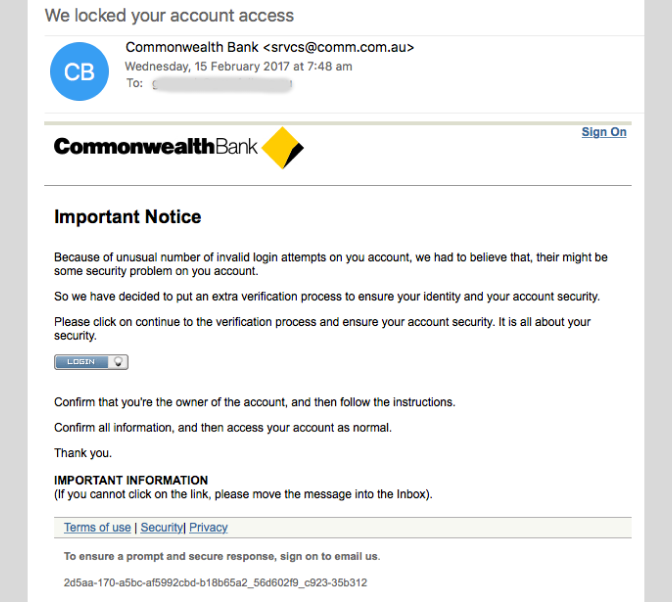 We locked your account access
CB
Commonwealth Bank <srvcs@comm.com.au>
Wednesday, 15 February 2017 at 7:48 am
To:
Sign On
CommonwealthBank
Important Notice
Because of unusual number of invalid login attempts on you account, we had to believe that, their might be
some security problem on you account.
So we have decided to put an extra verification process to ensure your identity and your account security.
Please click on continue to the verification process and ensure your account security. It is all about your
security.
LOGIN
Confirm that you're the owner of the account, and then follow the instructions.
Confirm all information, and then access your account as normal.
Thank you.
IMPORTANT INFORMATION
(If you cannot click on the link, please move the message into the Inbox).
Terms of use | Security| Privacy
To ensure a prompt and secure response, sign on to email us.
2d5aa-170-a5bc-af5992cbd-b18b65a2_56d602f9_c923-35b312